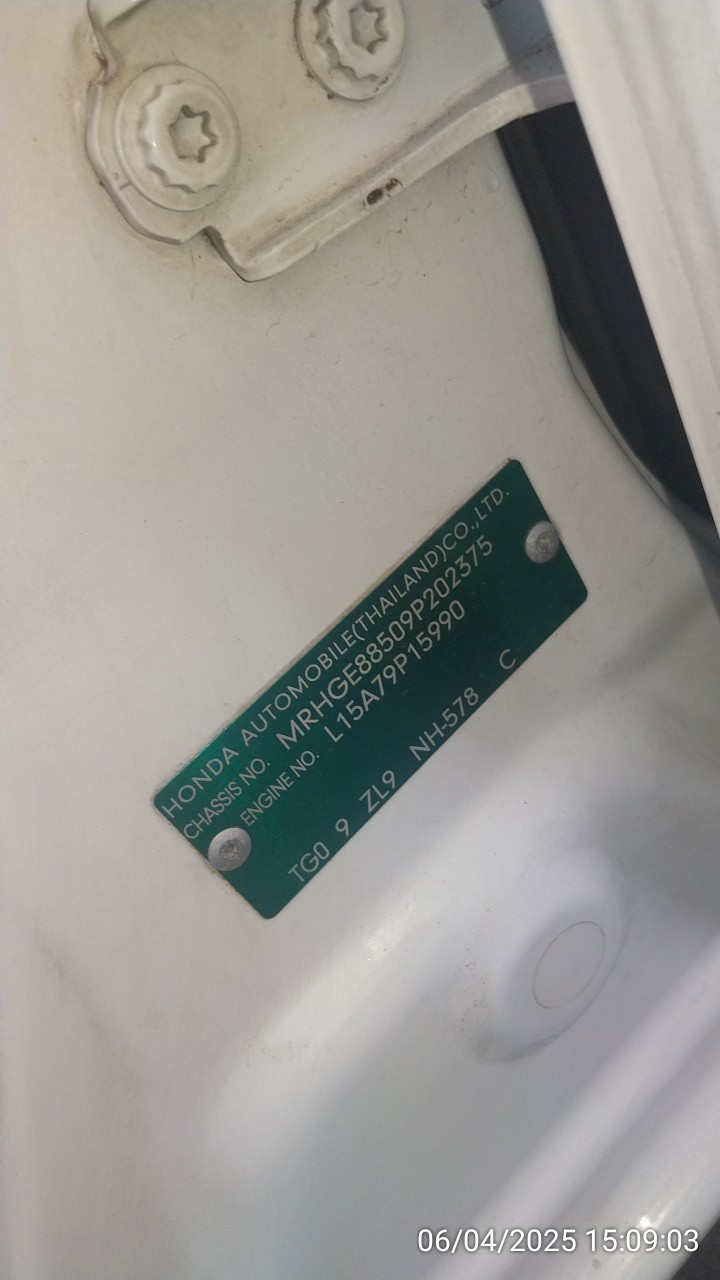 HONDA AUTOMOBILE(THAILAND)CO.,LTD.
CHASSIS NO. MRHGE88509P202375
ENGINE NO. L15A79P15990
TG0 9 ZL9 NH-578 C
06/04/2025 15:09:03